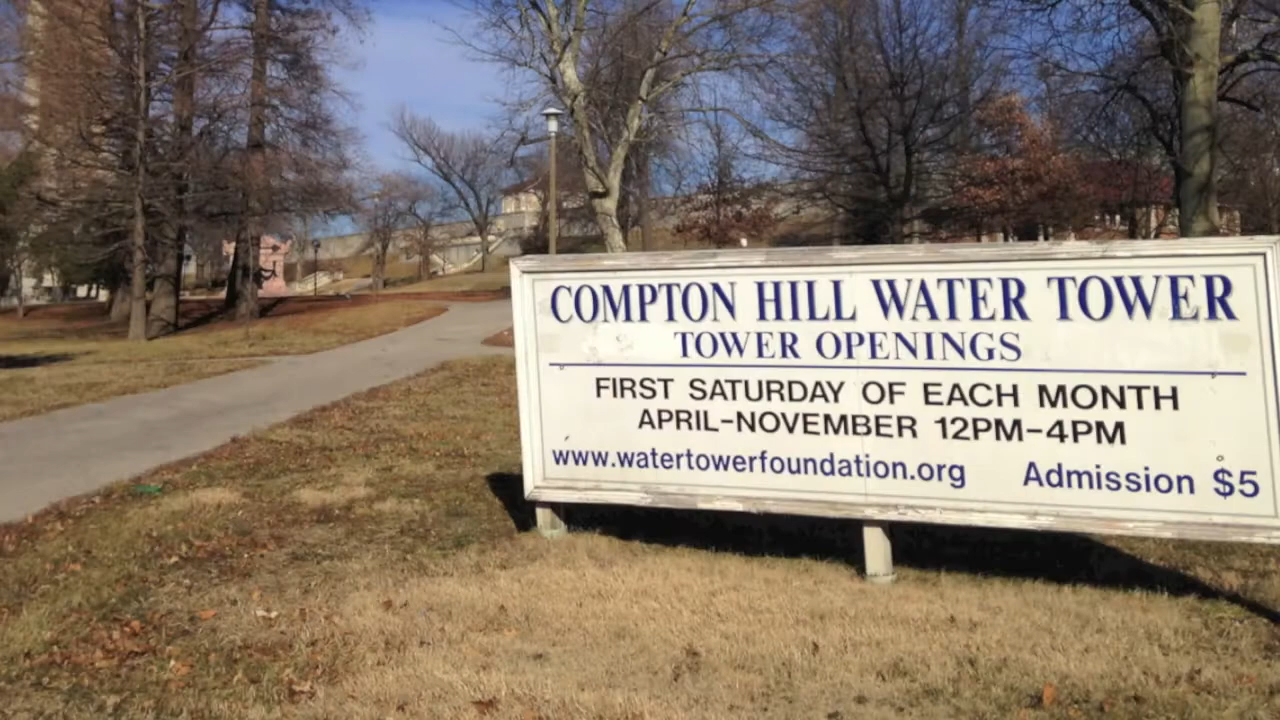 COMPTON HILL WATER TOWER
TOWER OPENINGS
FIRST SATURDAY OF EACH MONTH
APRIL-NOVEMBER 12PM-4PM
www.watertowerfoundation.org Admission $5